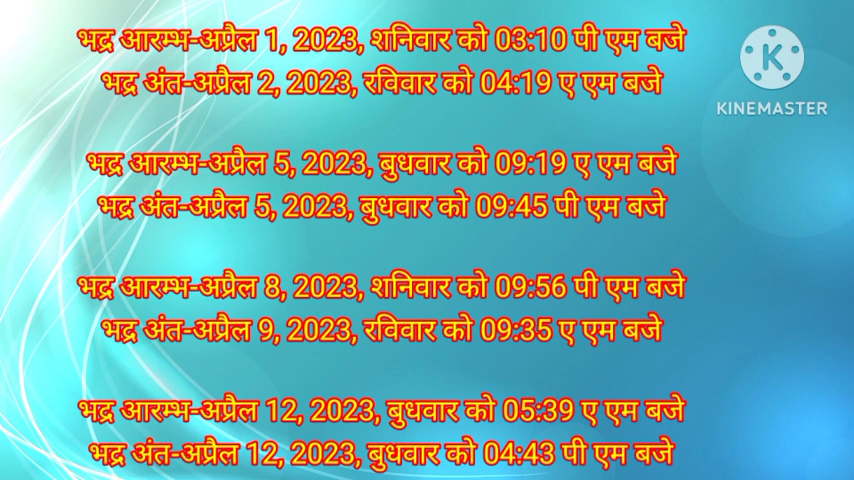 भद्र आरम्भ-अप्रैल 1, 2023, शनिवार को 03:10 पी एम बजे
भद्र अंत-अप्रैल 2, 2023, रविवार को 04:19 ए एम बजे
KINEMASTER
भद्र आरम्भ-अप्रैल 5, 2023, बुधवार को 09:19 ए एम बजे
भद्र अंत-अप्रैल 5, 2023, बुधवार को 09:45 पी एम बजे
भद्र आरम्भ-अप्रैल 8, 2023, शनिवार को 09:56 पी एम बजे
भद्र अंत-अप्रैल 9, 2023, रविवार को 09:35 ए एम बजे
भद्र आरम्भ-अप्रैल 12, 2023, बुधवार को 05:39 ए एम बजे
भद्र अंत-अप्रैल 12, 2023, बुधवार को 04:43 पी एम बजे